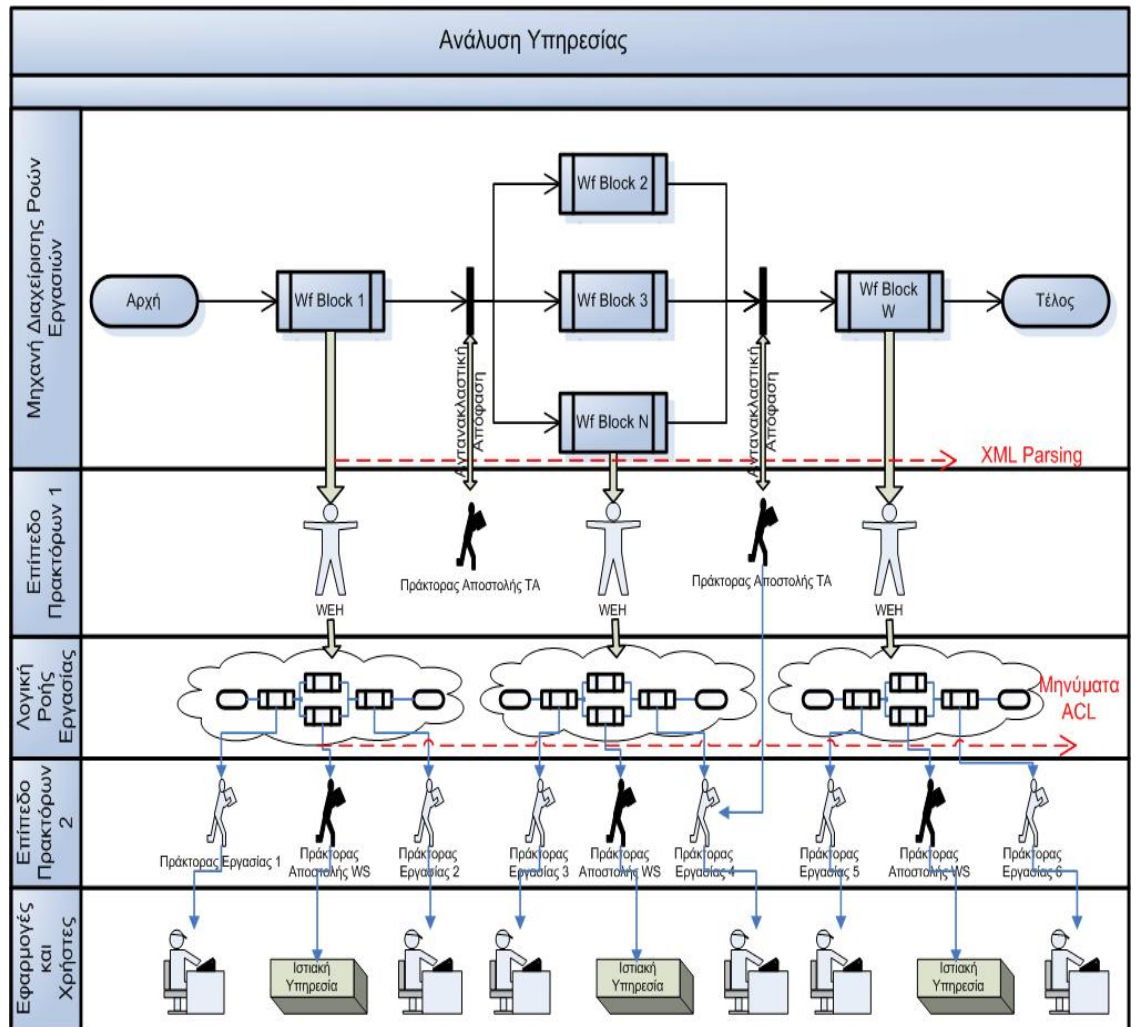 Ανάλυση Υπηρεσίας
Μηχανή Διαχείρισης Ροών
Εργασιών
Αρχή
Wf Block 1
Wf Block 2
Wf Block 3
Wf Block N
Wf Block
W
Τέλος
Αντανακλαστική
Απόφαση
Αντανακλαστική
Απόφαση
XML Parsing
Επίπεδο
Πρακτόρων 1
WEH
Πράκτορας Αποστολής TA
WEH
Πράκτορας Αποστολής TA
WEH
Λογική
Ροής
Εργασίας
Μηνύματα
ACL
Επίπεδο
Πρακτόρων
2
Πράκτορας Εργασίας 1
Πράκτορας
Αποστολής WS
Πράκτορας
Εργασίας 2
Πράκτορας
Εργασίας 3
Πράκτορας
Αποστολής WS
Πράκτορας
Εργασίας 4
Πράκτορας
Εργασίας 5
Πράκτορας
Αποστολής WS
Πράκτορας
Εργασίας 6
Εφαρμογές
και
Χρήστες
Ιστιακή
Υπηρεσία
Ιστιακή
Υπηρεσία
Ιστιακή
Υπηρεσία